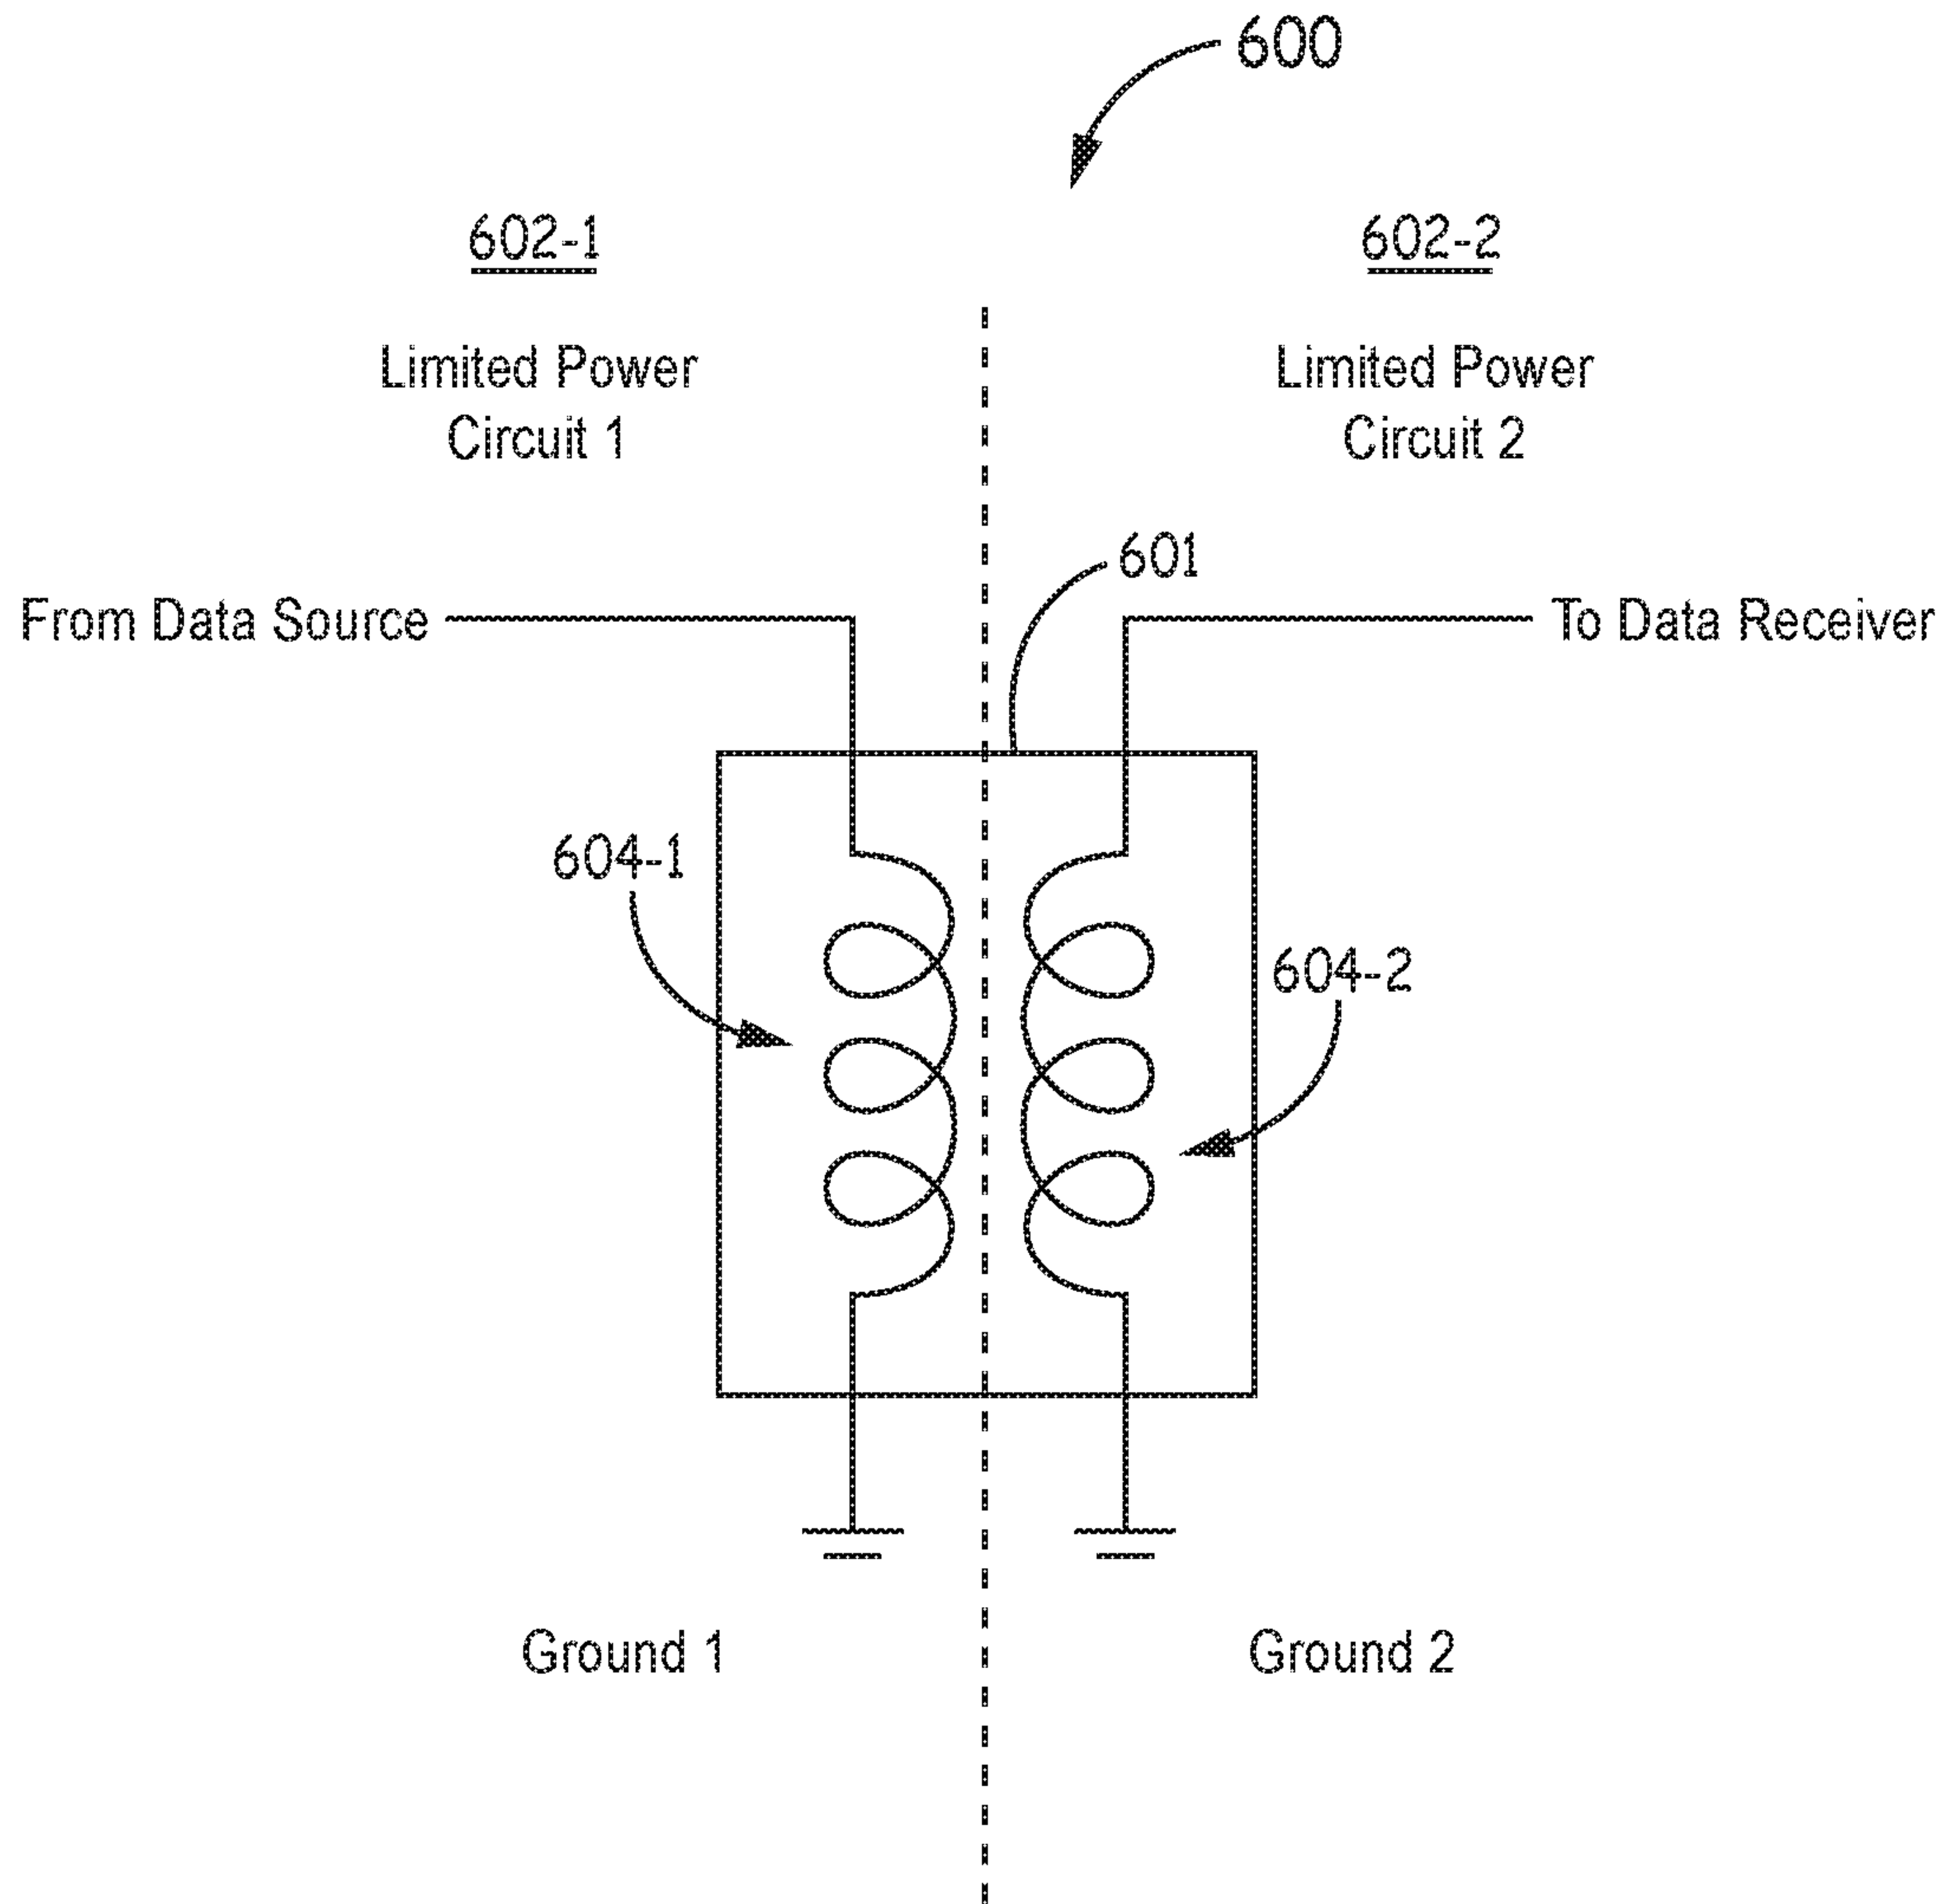 600
602-1
602-2
Limited Power
Circuit 1
Limited Power
Circuit 2
601
From Data Source
To Data Receiver
604-1
604-2
Ground 1
Ground 2